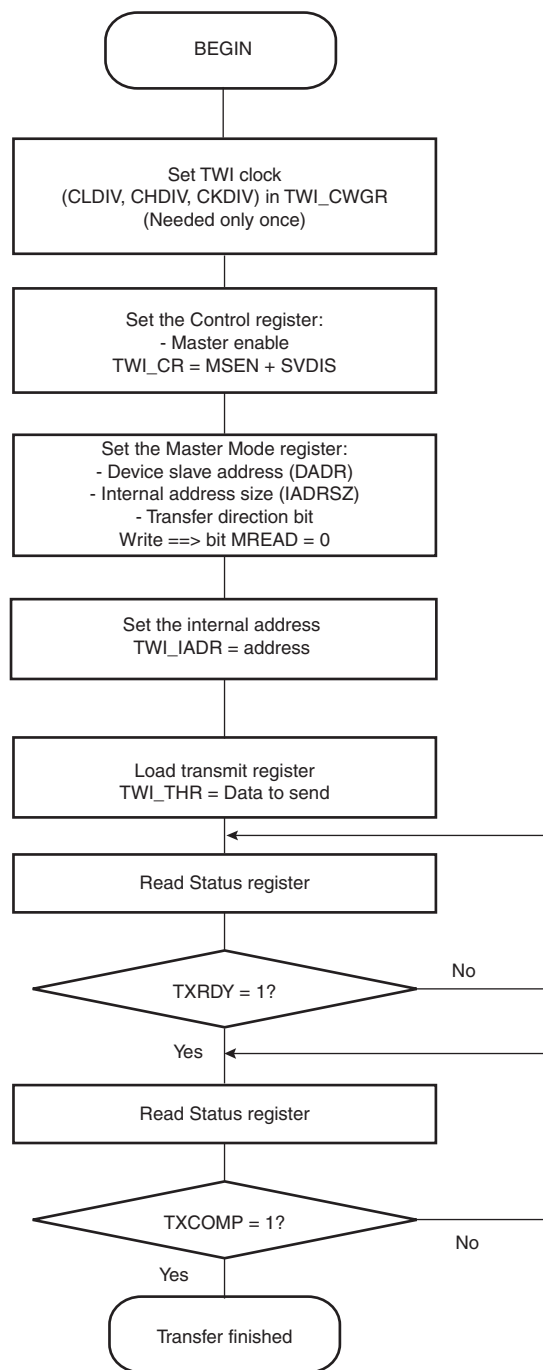 BEGIN
Set TWI clock
(CLDIV, CHDIV, CKDIV) in TWI_CWGR
(Needed only once)
Set the Control register:
- Master enable
TWI_CR = MSEN + SVDIS
Set the Master Mode register:
- Device slave address (DADR)
- Internal address size (IADRSZ)
- Transfer direction bit
Write ==> bit MREAD = 0
Set the internal address
TWI_IADR = address
Load transmit register
TWI_THR = Data to send
Read Status register
TXRDY = 1?
No
Yes
Read Status register
TXCOMP = 1?
No
Yes
Transfer finished